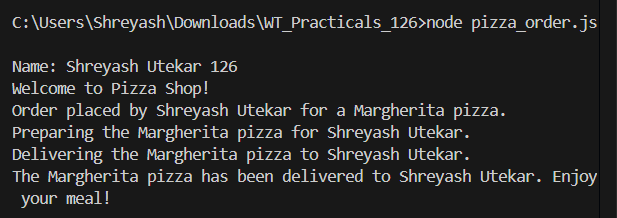 C:\Users\Shreyash\Downloads\WT_Practicals_126>node pizza_order.js
Name: Shreyash Utekar 126
Welcome to Pizza Shop!
Order placed by Shreyash Utekar for a Margherita pizza.
Preparing the Margherita pizza for Shreyash Utekar.
Delivering the Margherita pizza to Shreyash Utekar.
The Margherita pizza has been delivered to Shreyash Utekar. Enjoy
your meal!